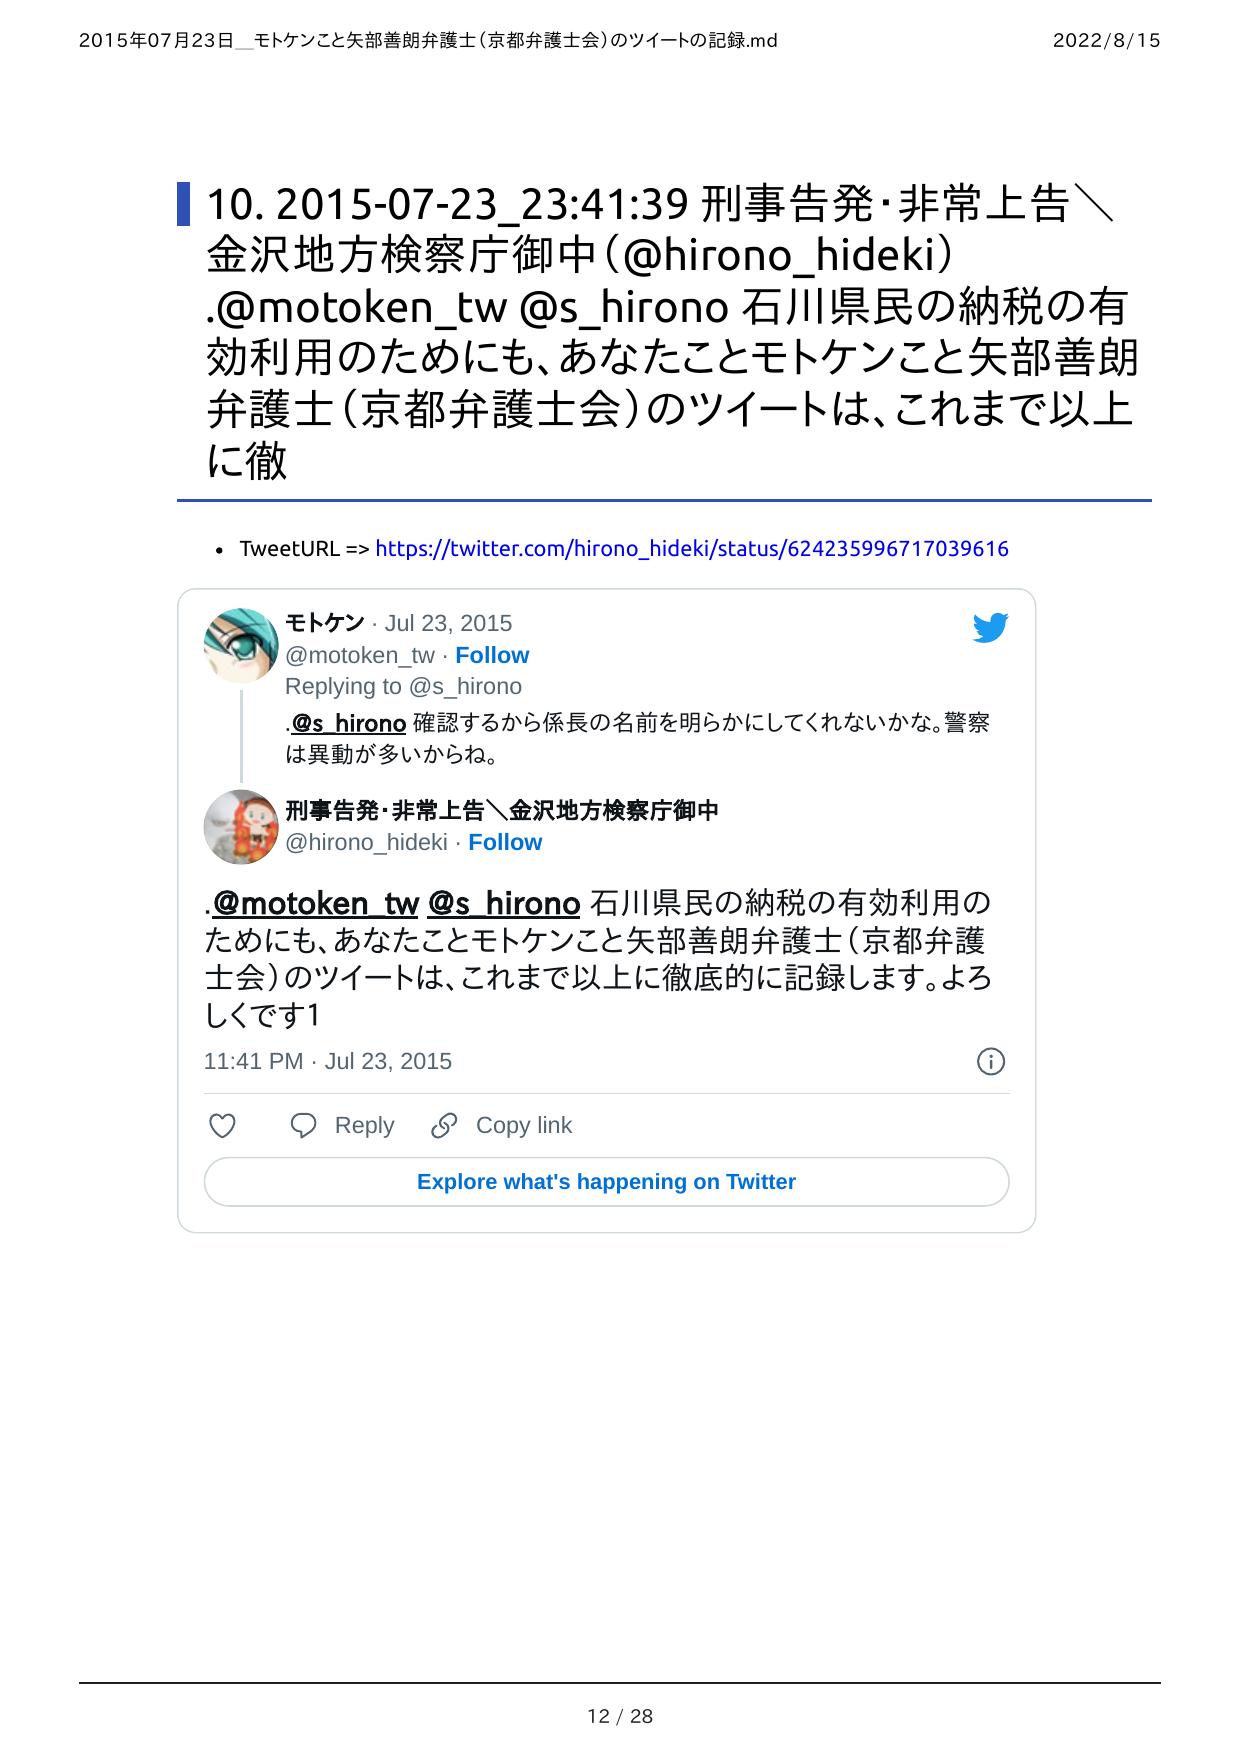 2015年07月23日__モトケンこと矢部善朗弁護士（京都弁護士会）のツイートの記録.md 2022/8/15
10. 2015-07-23_23:41:39 刑事告発・非常上告＼
金沢地方検察庁御中（@hirono_hideki）
.@motoken_tw @s_hirono 石川県民の納税の有
効利用のためにも、あなたことモトケンこと矢部善朗
弁護士（京都弁護士会）のツイートは、これまで以上
に徹
• TweetURL => https://twitter.com/hirono_hideki/status/624235996717039616
モトケン · Jul 23, 2015
@motoken_tw · Follow
Replying to @s_hirono
.@s_hirono 確認するから係長の名前を明らかにしてくれないかな。警察
は異動が多いからね。
刑事告発・非常上告＼金沢地方検察庁御中
@hirono_hideki · Follow
.@motoken_tw @s_hirono 石川県民の納税の有効利用の
ためにも、あなたことモトケンこと矢部善朗弁護士（京都弁護
士会）のツイートは、これまで以上に徹底的に記録します。よろ
しくです1
11:41 PM · Jul 23, 2015
Reply Copy link
Explore what's happening on Twitter
12 / 28